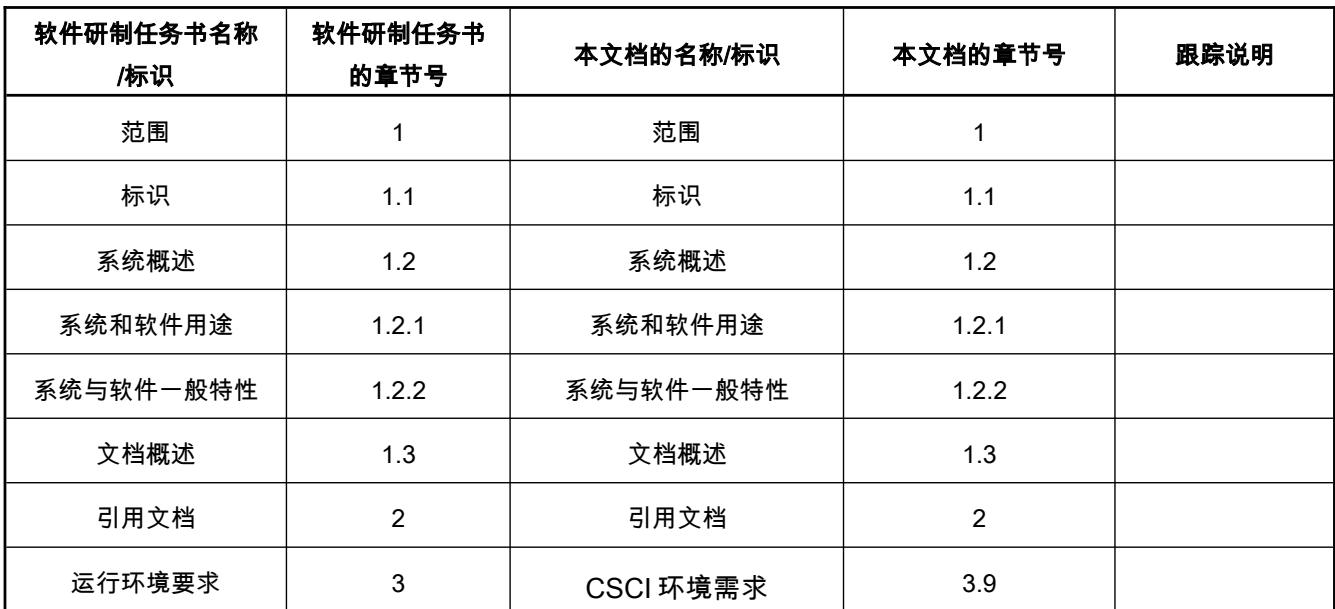 软件研制任务书名称 软件研制任务书 本文档的名称/标识 本文档的章节号 跟踪说明
/标识 的章节号
范围 1 范围 1
标识 1.1 标识 1.1
系统概述 1.2 系统概述 1.2
系统和软件用途 1.2.1 系统和软件用途 1.2.1
系统与软件一般特性 1.2.2 系统与软件一般特性 1.2.2
文档概述 1.3 文档概述 1.3
引用文档 2 引用文档 2
运行环境要求 3 CSCI 环境需求 3.9